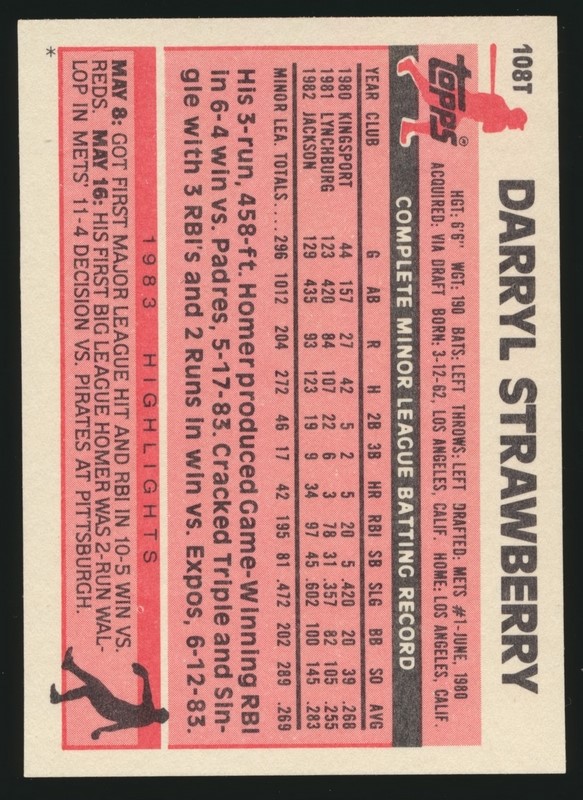 108T
DARRYL STRAWBERRY
topps®
HGT: 6'6" WGT: 190 BATS: LEFT THROWS: LEFT DRAFTED: METS #1-JUNE, 1980
ACQUIRED: VIA DRAFT BORN: 3-12-62, LOS ANGELES, CALIF. HOME: LOS ANGELES, CALIF.
COMPLETE MINOR LEAGUE BATTING RECORD
YEAR CLUB G AB R H 2B 3B HR RBI SB SLG BB SO AVG
1980 KINGSPORT 44 157 27 42 5 2 5 20 5 .420 20 39 .268
1981 LYNCHBURG 123 420 84 107 22 6 3 78 31 .357 82 105 .255
1982 JACKSON 129 435 93 123 19 9 34 97 45 .602 100 145 .283
MINOR LEA. TOTALS..... 296 1012 204 272 46 17 42 195 81 .472 202 289 .269
His 3-run, 458-ft. Homer produced Game-Winning RBI
in 6-4 win vs. Padres, 5-17-83. Cracked Triple and Sin-
gle with 3 RBI's and 2 Runs in win vs. Expos, 6-12-83.
1983 HIGHLIGHTS
MAY 8: GOT FIRST MAJOR LEAGUE HIT AND RBI IN 10-5 WIN VS.
REDS. MAY 16: HIS FIRST BIG LEAGUE HOMER WAS 2-RUN WAL-
LOP IN METS' 11-4 DECISION VS. PIRATES AT PITTSBURGH.
*